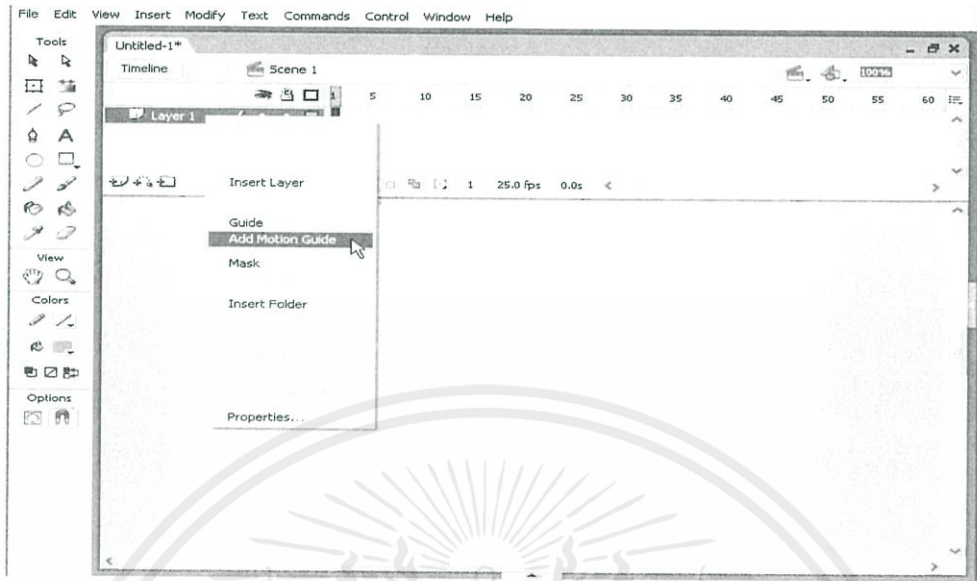 File Edit View Insert Modify Text Commands Control Window Help
Tools
Untitled-1*
Timeline Scene 1 100%
1 5 10 15 20 25 30 35 40 45 50 55 60
Layer 1
Insert Layer 1 25.0 fps 0.0s
Guide
Add Motion Guide
Mask
View
Insert Folder
Colors
Options
Properties...